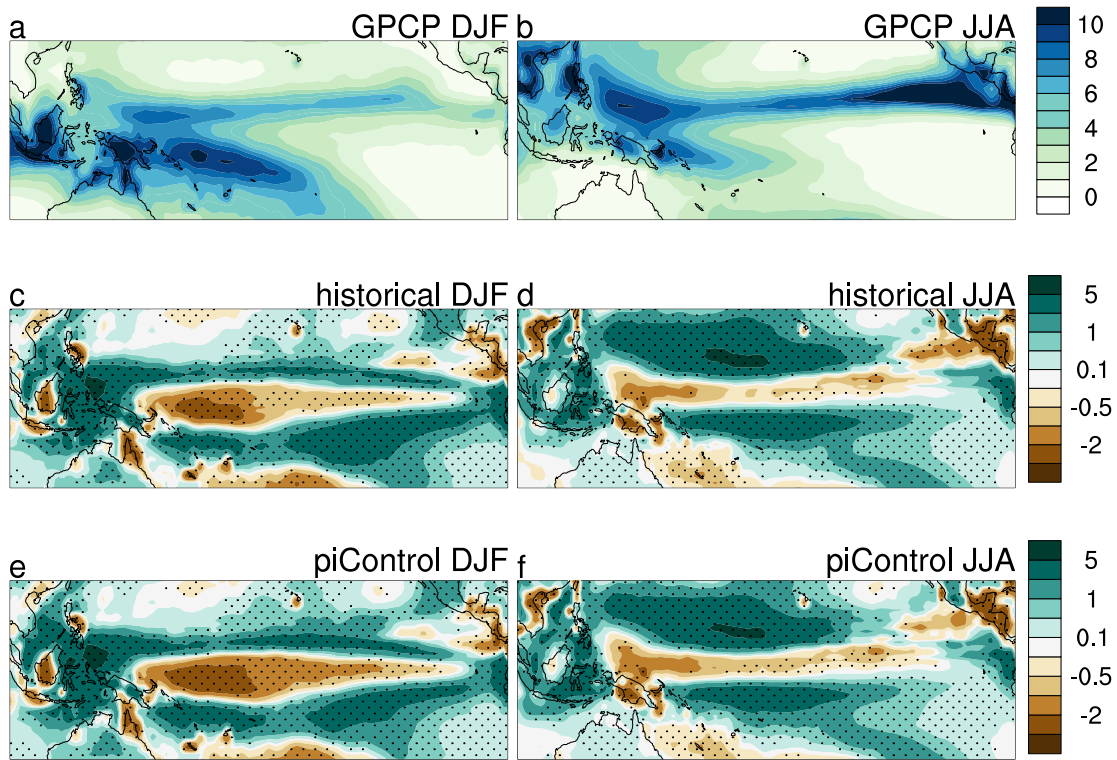 a GPCP DJF
b GPCP JJA
10
8
6
4
2
0
c historical DJF
d historical JJA
5
1
0.1
-0.5
-2
e piControl DJF
f piControl JJA
5
1
0.1
-0.5
-2